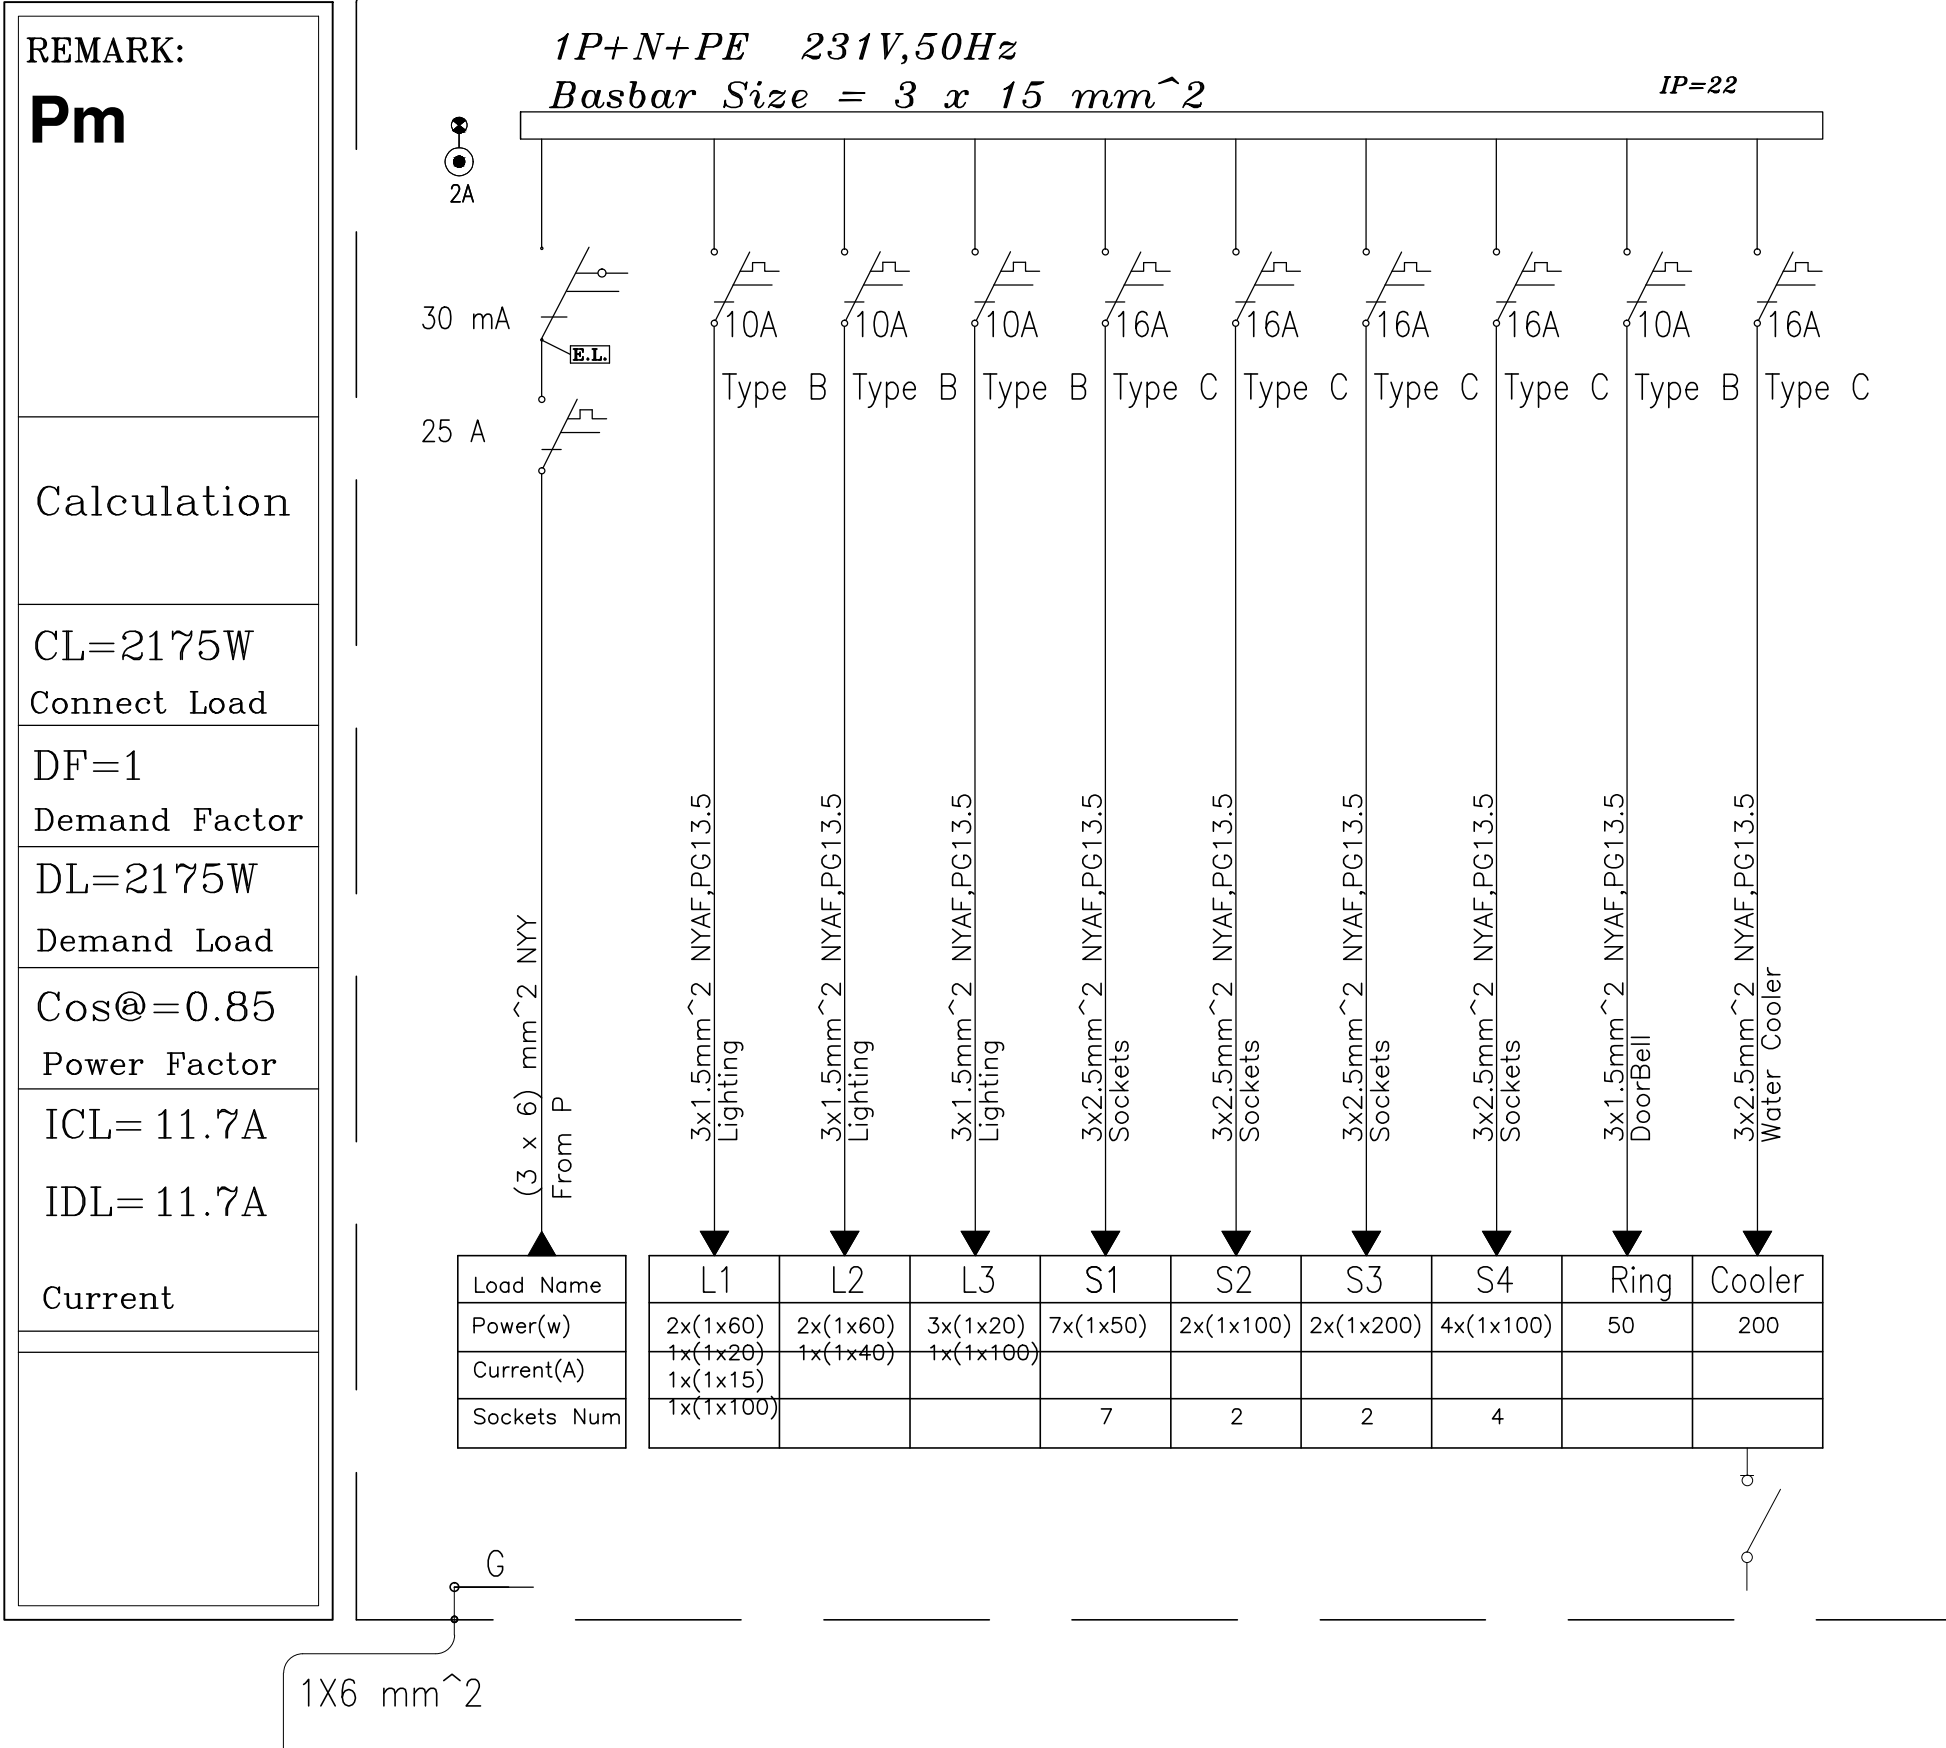 REMARK:
Pm
Calculation
CL=2175W
Connect Load
DF=1
Demand Factor
DL=2175W
Demand Load
Cos@=0.85
Power Factor
ICL= 11.7A
IDL= 11.7A
Current
1P+N+PE 231V,50Hz
Basbar Size = 3 x 15 mm^2
IP=22
2A
30 mA
E.L.
25 A
10A
10A
10A
16A
16A
16A
16A
10A
16A
Type B
Type B
Type B
Type C
Type C
Type C
Type C
Type B
Type C
(3 x 6) mm^2 NYY
From P
3x1.5mm^2 NYAF,PG13.5
Lighting
3x1.5mm^2 NYAF,PG13.5
Lighting
3x1.5mm^2 NYAF,PG13.5
Lighting
3x2.5mm^2 NYAF,PG13.5
Sockets
3x2.5mm^2 NYAF,PG13.5
Sockets
3x2.5mm^2 NYAF,PG13.5
Sockets
3x2.5mm^2 NYAF,PG13.5
Sockets
3x1.5mm^2 NYAF,PG13.5
DoorBell
3x2.5mm^2 NYAF,PG13.5
Water Cooler
Load Name L1 L2 L3 S1 S2 S3 S4 Ring Cooler
Power(w) 2x(1x60) 2x(1x60) 3x(1x20) 7x(1x50) 2x(1x100) 2x(1x200) 4x(1x100) 50 200
1x(1x20) 1x(1x40) 1x(1x100)
Current(A) 1x(1x15)
1x(1x100)
Sockets Num 7 2 2 4
G
1X6 mm^2